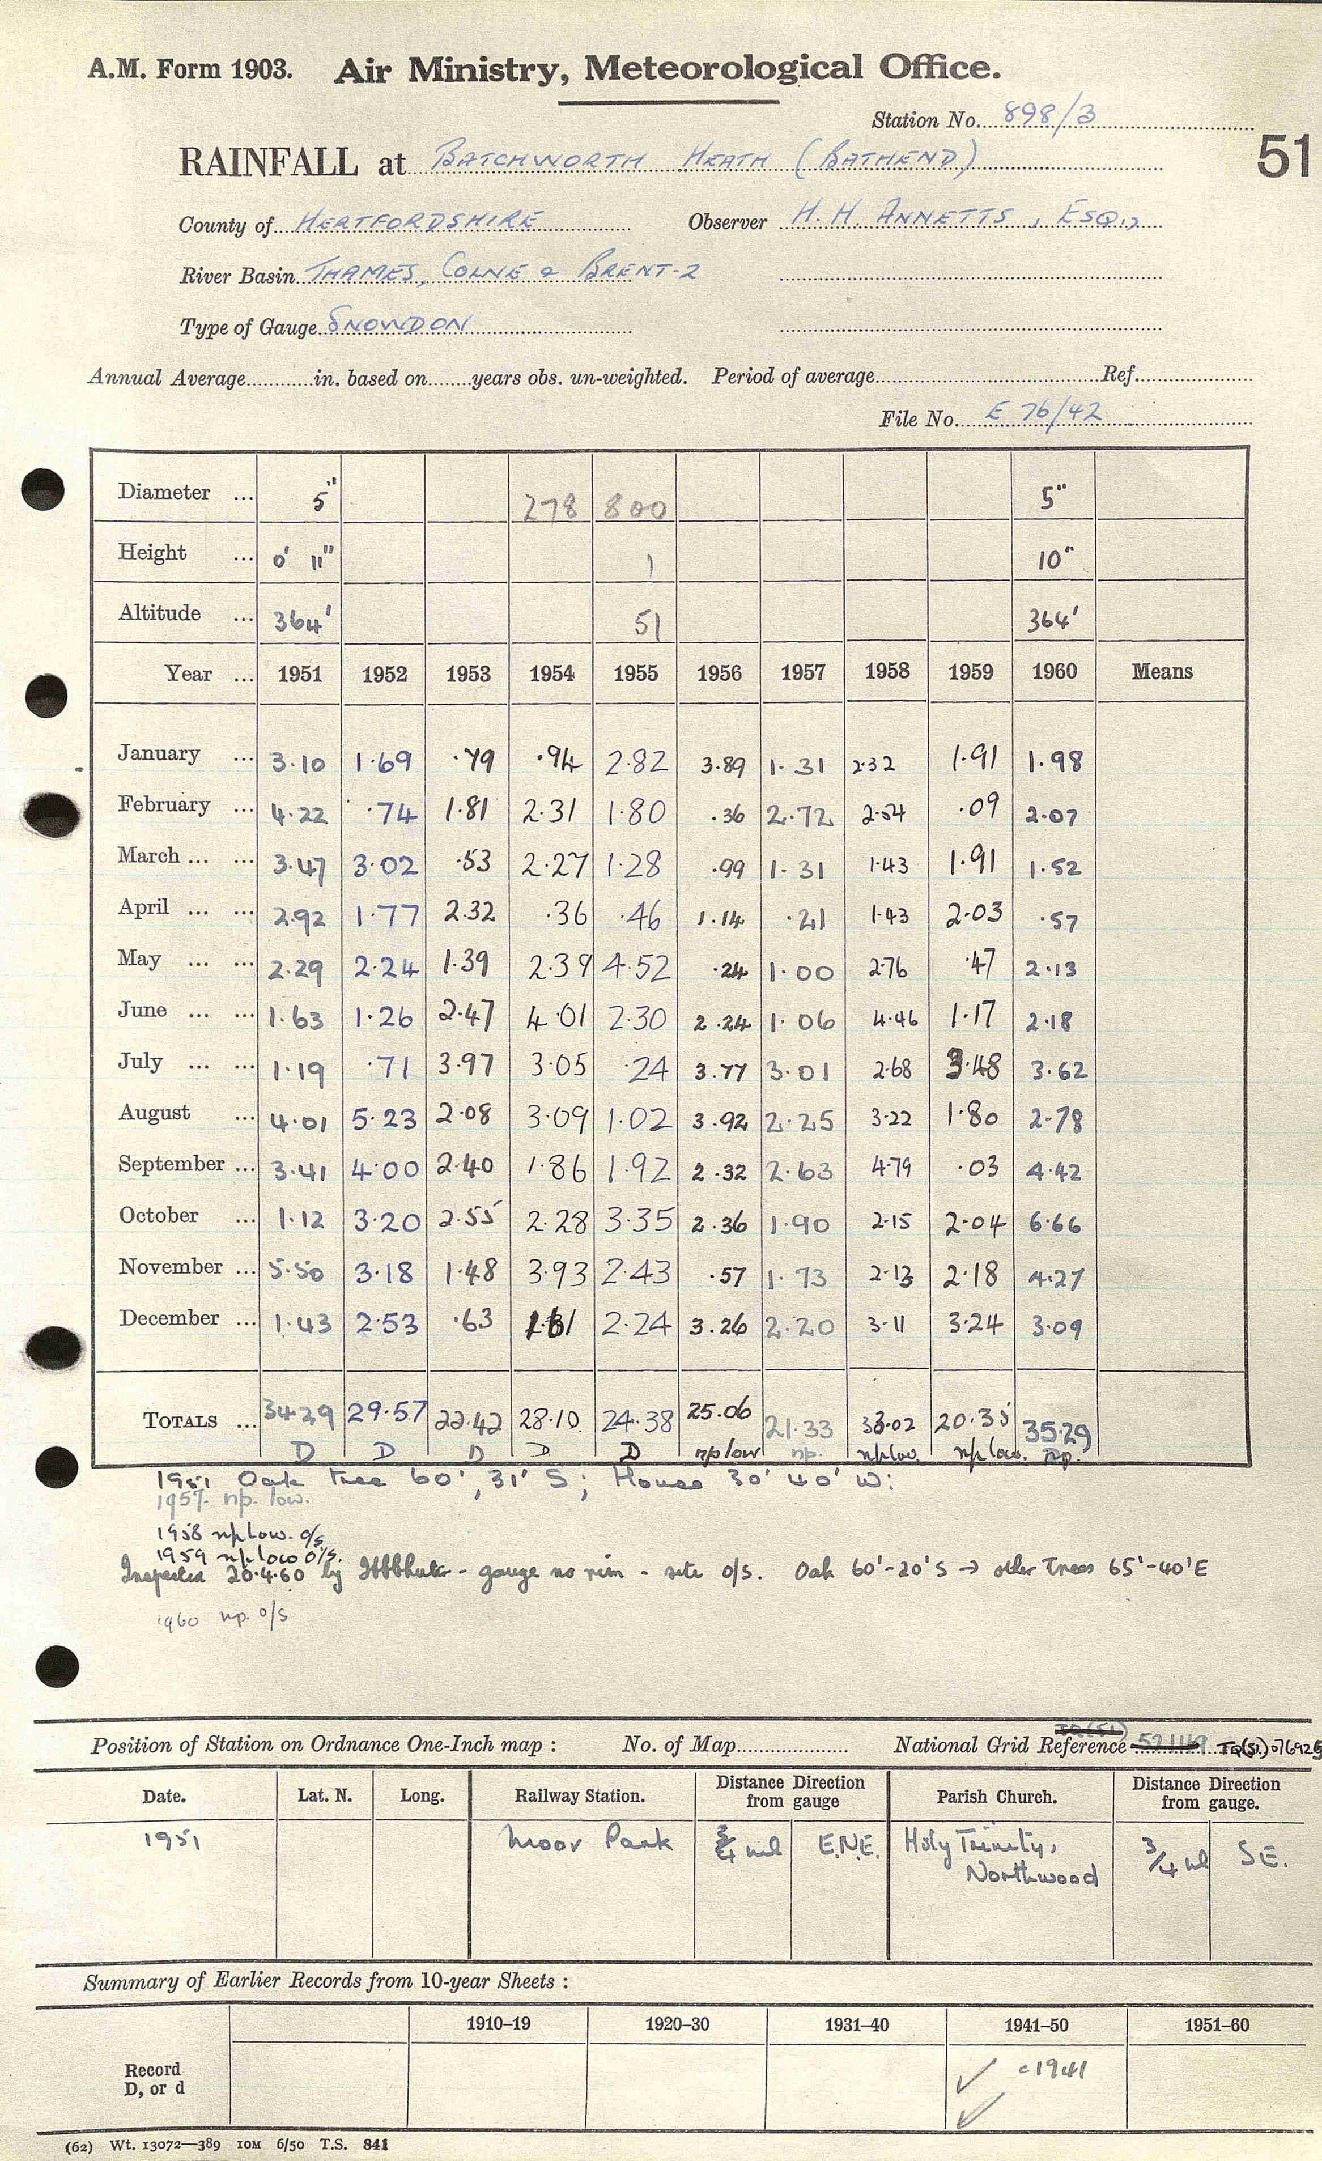 A.M. Form 1903. Air Ministry, Meteorological Office.
Station No. 898/3
51
RAINFALL at BATCHWORTH HEATH (BATHEND)
County of HERTFORDSHIRE Observer H. H. ANNETTS, ESQ.,
River Basin THAMES, COLNE & BRENT-2
Type of Gauge SNOWDON
Annual Average............in. based on.......years obs. un-weighted. Period of average............Ref.............
File No. E 76/42
Diameter ... 5" 278 800 5"
Height ... 0' 11" 1 10"
Altitude ... 364' 51 364'
Year ... 1951 1952 1953 1954 1955 1956 1957 1958 1959 1960 Means
January ... 3.10 1.69 .79 .94 2.82 3.89 1.31 2.32 1.91 1.98
February ... 4.22 .74 1.81 2.31 1.80 .36 2.72 2.54 .09 2.07
March ... ... 3.47 3.02 .53 2.27 1.28 .99 1.31 1.43 1.91 1.52
April ... ... 2.92 1.77 2.32 .36 .46 1.14 .21 1.43 2.03 .57
May ... ... 2.29 2.24 1.39 2.39 4.52 .24 1.00 2.76 .47 2.13
June ... ... 1.63 1.26 2.47 4.01 2.30 2.24 1.06 4.46 1.17 2.18
July ... ... 1.19 .71 3.97 3.05 .24 3.77 3.01 2.68 3.48 3.62
August ... 4.01 5.23 2.08 3.09 1.02 3.92 2.25 3.22 1.80 2.78
September ... 3.41 4.00 2.40 1.86 1.92 2.32 2.63 4.79 .03 4.42
October ... 1.12 3.20 2.55 2.28 3.35 2.36 1.90 2.15 2.04 6.66
November ... 5.50 3.18 1.48 3.93 2.43 .57 1.73 2.13 2.18 4.27
December ... 1.43 2.53 .63 1.61 2.24 3.26 2.20 3.11 3.24 3.09
TOTALS ... 34.29 29.57 22.42 28.10 24.38 25.06 21.33 33.02 20.35 35.29
D D D D D np low np. np low np low. np.
1951 Oak tree 60', 31' S; House 30' 40' W.
1957. np. low.
1958 np low. o/s
1959 np low o/s.
Inspected 20.4.60 by - gauge no rim - site o/s. Oak 60'-20'S → other Trees 65'-40'E
1960 np. o/s
Position of Station on Ordnance One-Inch map : No. of Map............ National Grid Reference TQ(51) 076925
Date. Lat. N. Long. Railway Station. Distance from gauge Direction Parish Church. Distance from gauge. Direction
1951 Moor Park 3/4 ml E.N.E. Holy Trinity, Northwood 3/4 ml S.E.
Summary of Earlier Records from 10-year Sheets :
1910–19 1920–30 1931–40 1941–50 1951–60
Record
D, or d
✓ c1941
✓
(62) Wt. 13072—389 10M 6/50 T.S. 841